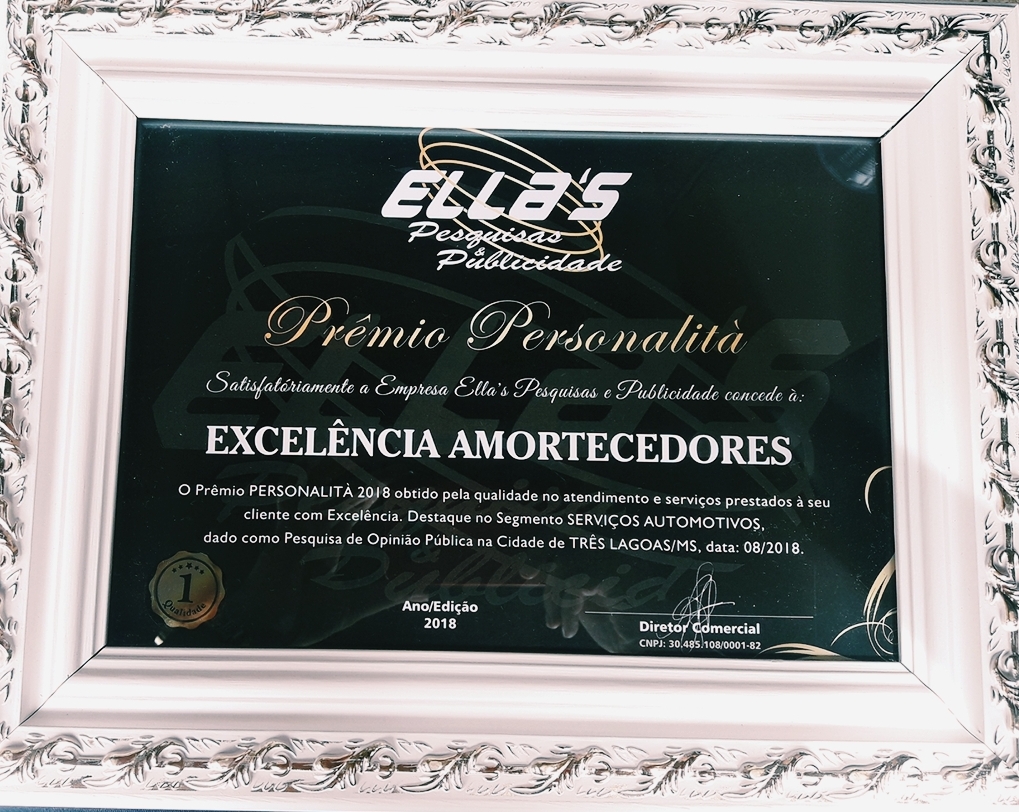 ELLA'S
Pesquisas
&
Publicidade
Prêmio Personalità
Satisfatóriamente a Empresa Ella's Pesquisas e Publicidade concede à:
EXCELÊNCIA AMORTECEDORES
O Prêmio PERSONALITÀ 2018 obtido pela qualidade no atendimento e serviços prestados à seu
cliente com Excelência. Destaque no Segmento SERVIÇOS AUTOMOTIVOS,
dado como Pesquisa de Opinião Pública na Cidade de TRÊS LAGOAS/MS, data: 08/2018.
1
Qualidade
Ano/Edição
2018
Diretor Comercial
CNPJ: 30.485.108/0001-82